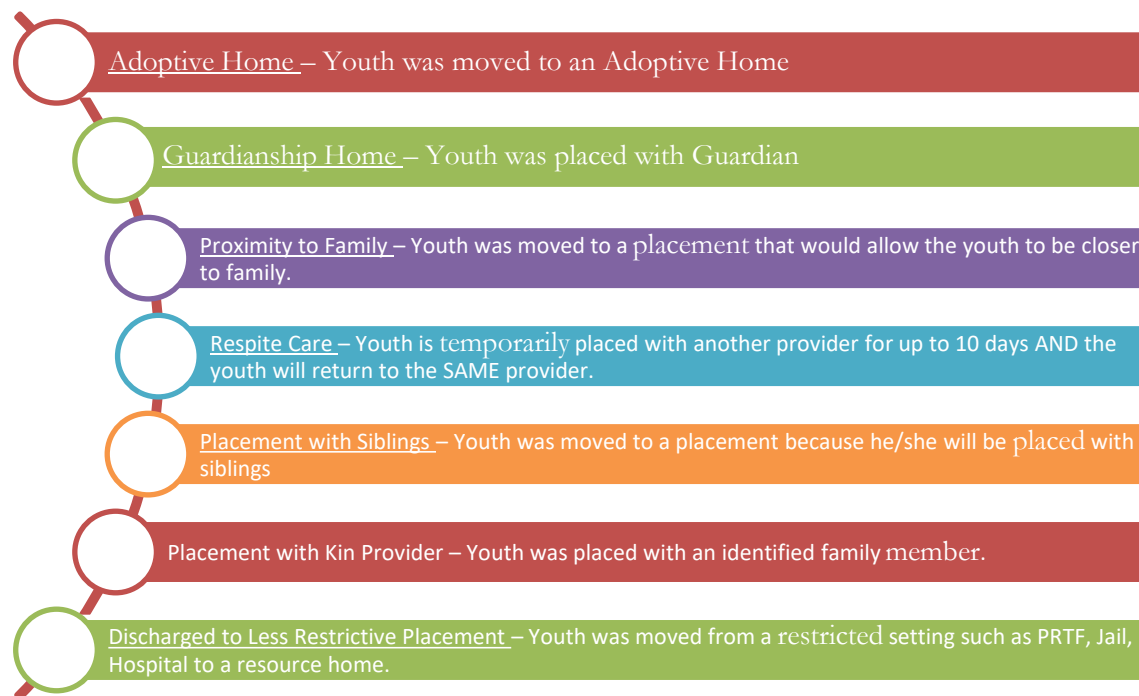 Adoptive Home – Youth was moved to an Adoptive Home
Guardianship Home – Youth was placed with Guardian
Proximity to Family – Youth was moved to a placement that would allow the youth to be closer
to family.
Respite Care – Youth is temporarily placed with another provider for up to 10 days AND the
youth will return to the SAME provider.
Placement with Siblings – Youth was moved to a placement because he/she will be placed with
siblings
Placement with Kin Provider – Youth was placed with an identified family member.
Discharged to Less Restrictive Placement – Youth was moved from a restricted setting such as PRTF, Jail,
Hospital to a resource home.